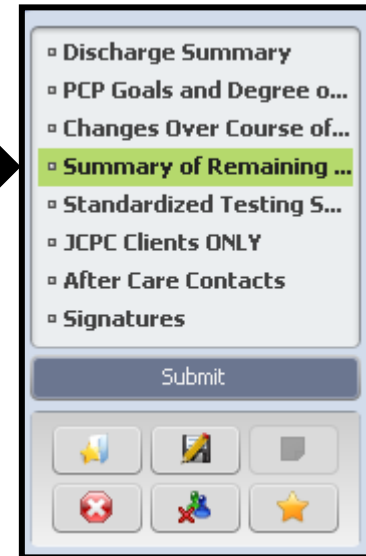 Discharge Summary
PCP Goals and Degree o...
Changes Over Course of...
Summary of Remaining ...
Standardized Testing S...
JCPC Clients ONLY
After Care Contacts
Signatures
Submit